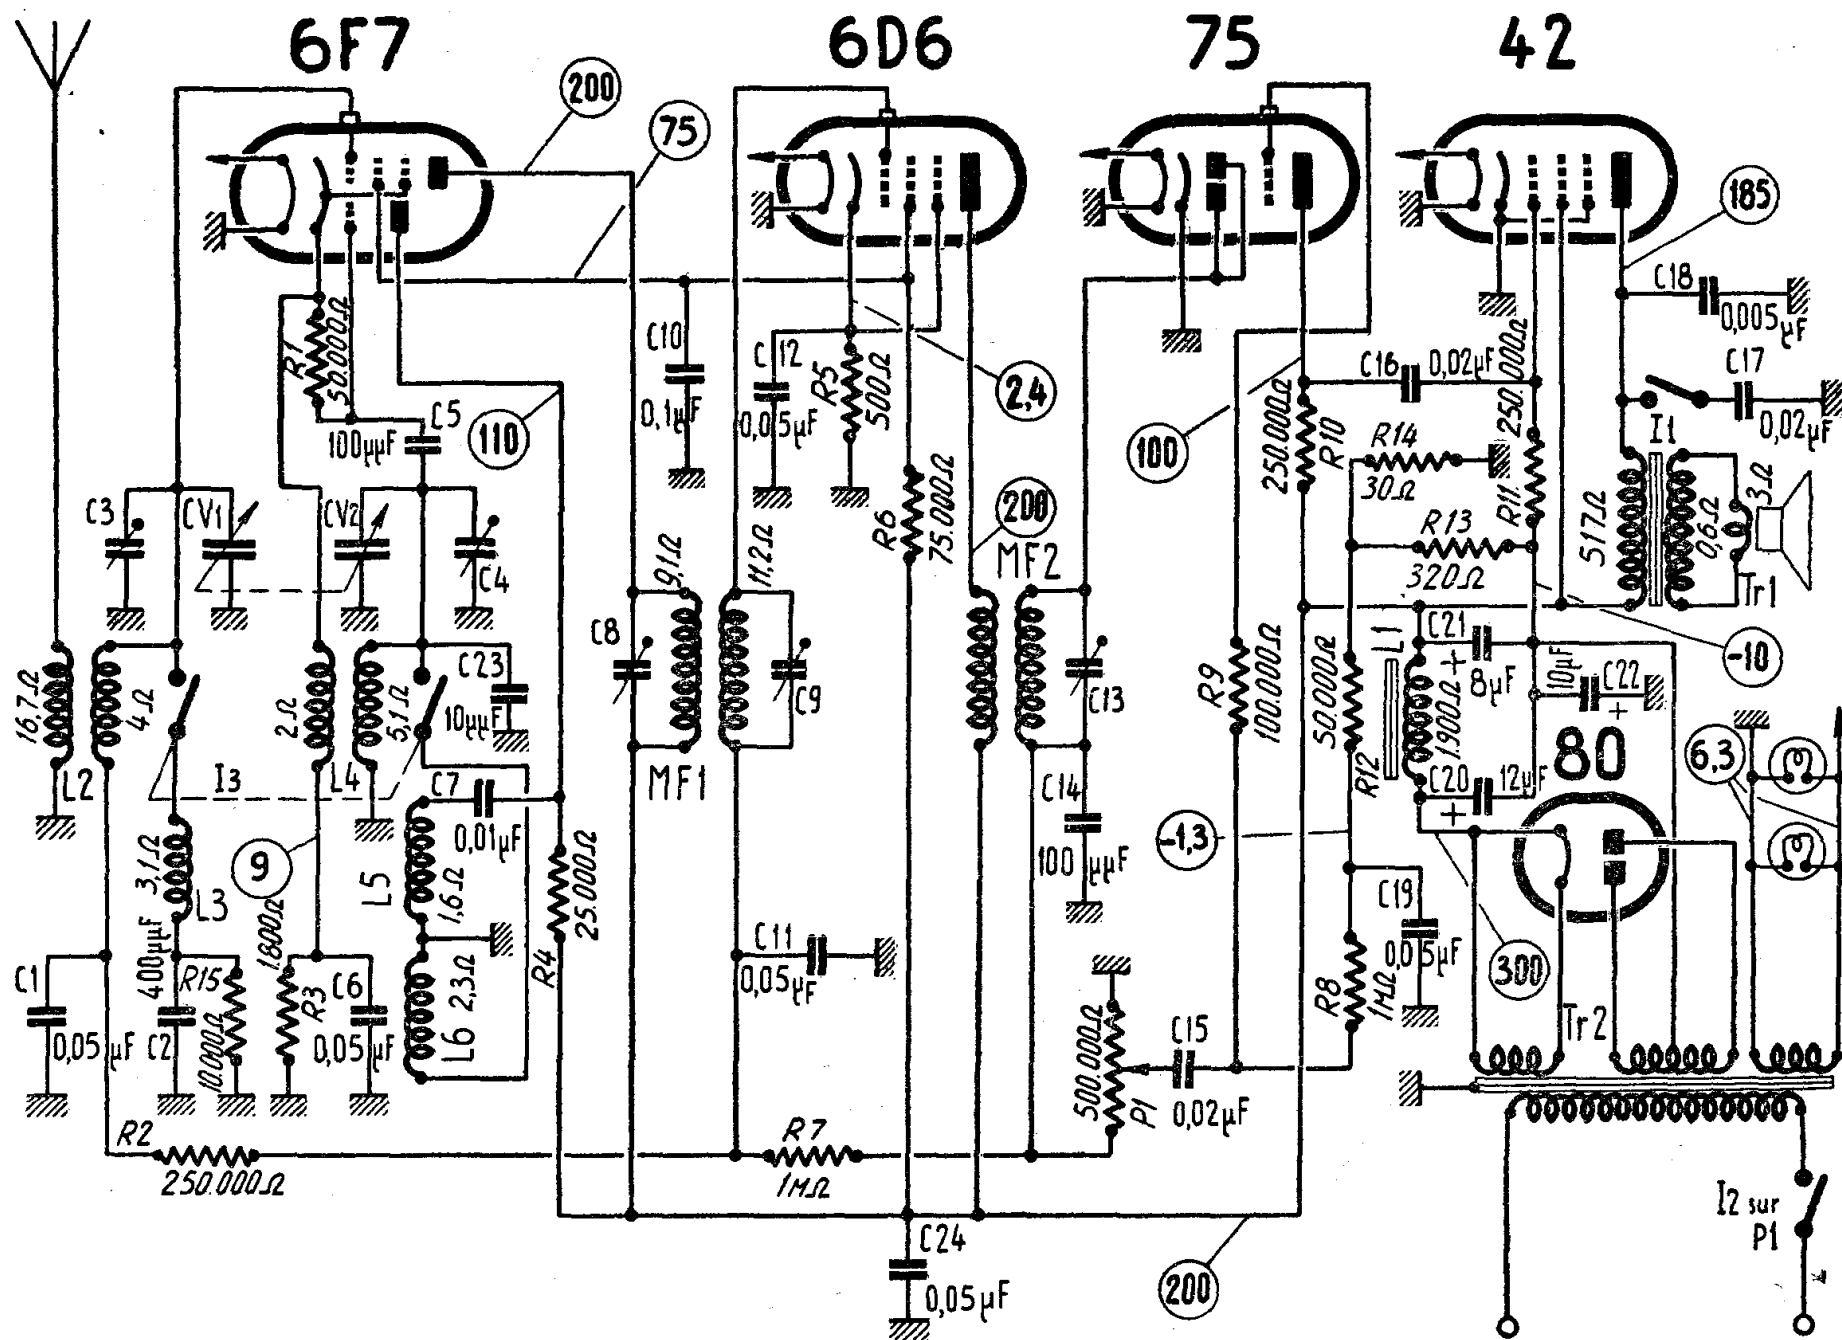 6F7
6D6
75
42
200
75
185
C18
0,005µF
R1
50.000Ω
C10
0,1µF
C12
0,05µF
R5
500Ω
2,4
C16
0,02µF
250.000Ω
C17
0,02µF
I1
110
C5
100µµF
100
250.000Ω
R10
R14
30Ω
R11
R13
320Ω
517Ω
0,6Ω
3Ω
Tr1
C3
CV1
CV2
C4
R6
75.000Ω
200
MF2
9,1Ω
11,2Ω
C8
C9
MF1
C13
-10
16,7Ω
4Ω
L2
2Ω
5,1Ω
L4
C23
10µµF
I3
R9
100.000Ω
50.000Ω
R12
L1
1.900Ω
C21
+
8µF
10µF
C22
+
80
6,3
C20
+
12µF
C7
0,01µF
3,1Ω
L3
9
L5
1,6Ω
R4
25.000Ω
C14
100 µµF
-1,3
C19
0,05µF
300
C1
0,05µF
400µµF
C2
R15
10.000Ω
1.600Ω
R3
C6
0,05µF
L6
2,3Ω
C11
0,05µF
500.000Ω
P1
C15
0,02µF
R8
1MΩ
Tr2
R2
250.000Ω
R7
1MΩ
I2 sur
P1
C24
0,05µF
200